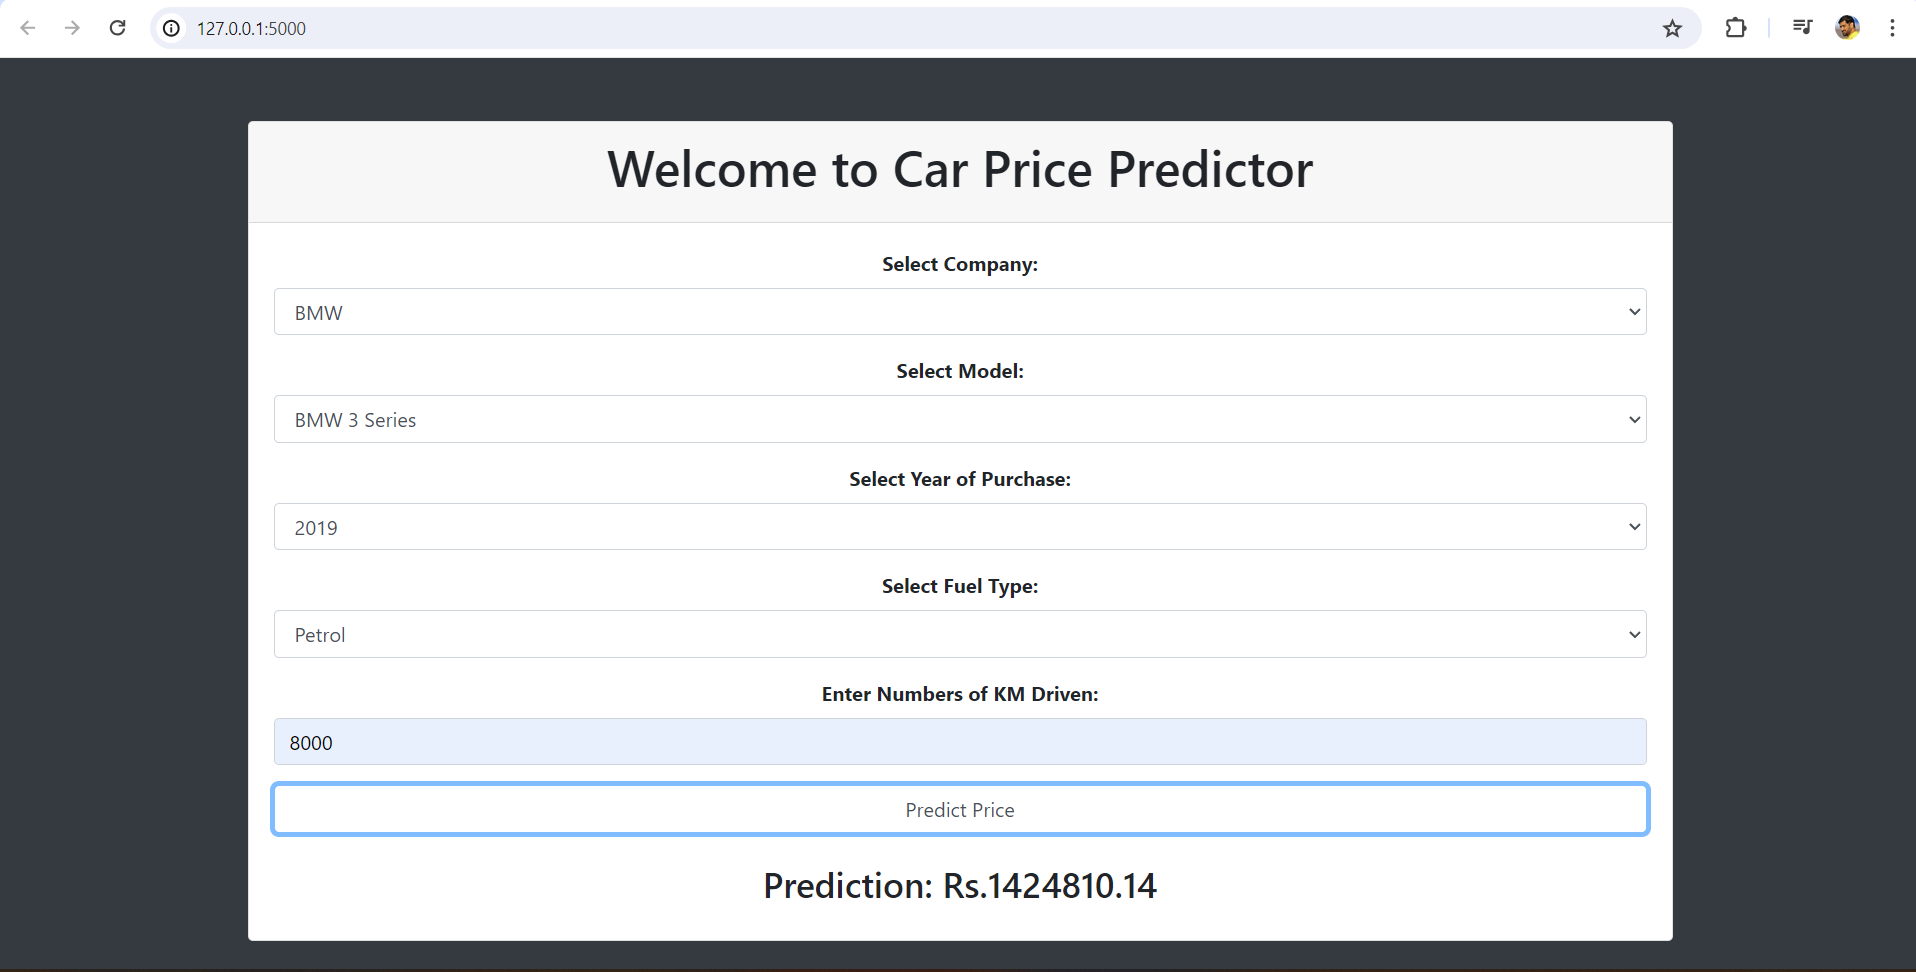 127.0.0.1:5000
Welcome to Car Price Predictor
Select Company:
BMW
Select Model:
BMW 3 Series
Select Year of Purchase:
2019
Select Fuel Type:
Petrol
Enter Numbers of KM Driven:
8000
Predict Price
Prediction: Rs.1424810.14